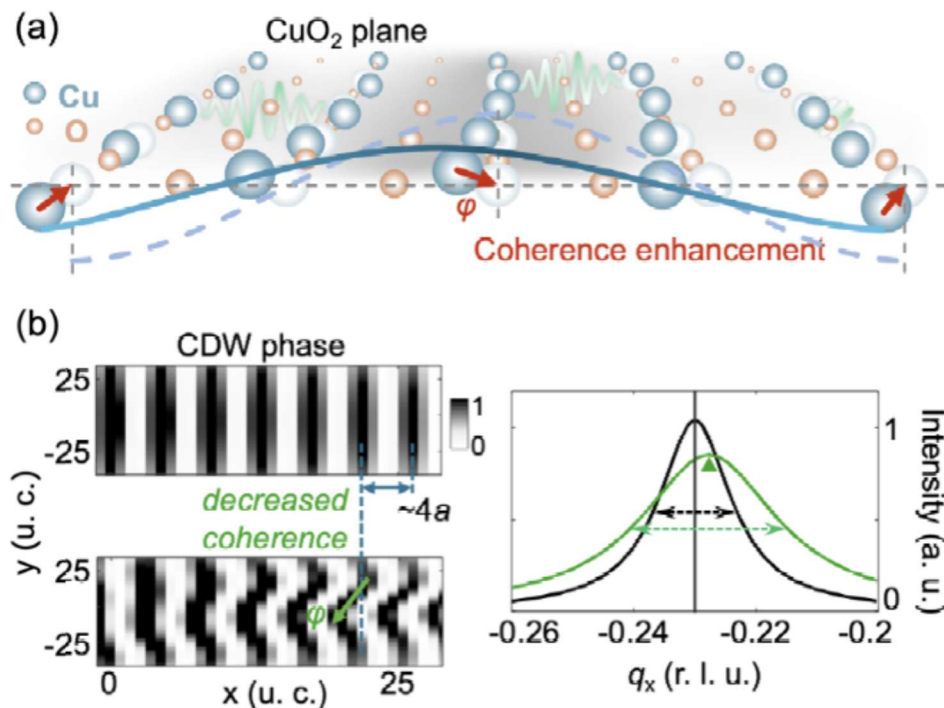 (a)
CuO₂ plane
Cu
O
φ
Coherence enhancement
(b)
CDW phase
25
-25
1
0
decreased
coherence
~4a
y (u. c.)
25
-25
φ
0
25
x (u. c.)
1
0
Intensity (a. u.)
-0.26
-0.24
-0.22
-0.2
qₓ (r. l. u.)